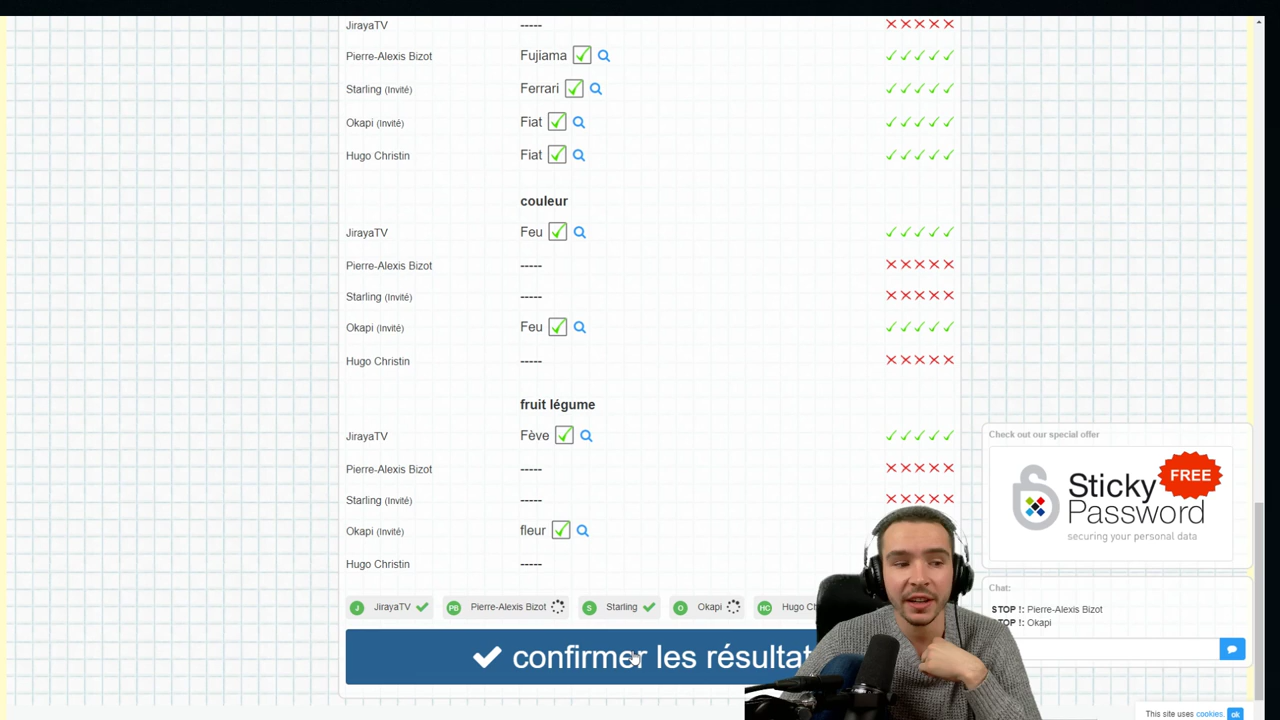 JirayaTV -----
Pierre-Alexis Bizot Fujiama
Starling (Invité) Ferrari
Okapi (Invité) Fiat
Hugo Christin Fiat
couleur
JirayaTV Feu
Pierre-Alexis Bizot -----
Starling (Invité) -----
Okapi (Invité) Feu
Hugo Christin -----
fruit légume
JirayaTV Fève
Pierre-Alexis Bizot -----
Starling (Invité) -----
Okapi (Invité) fleur
Hugo Christin -----
J JirayaTV PB Pierre-Alexis Bizot S Starling O Okapi HC Hugo
confirmer les résultat
Check out our special offer
FREE
Sticky
Password
securing your personal data
Chat:
STOP !: Pierre-Alexis Bizot
STOP !: Okapi
This site uses cookies. ok